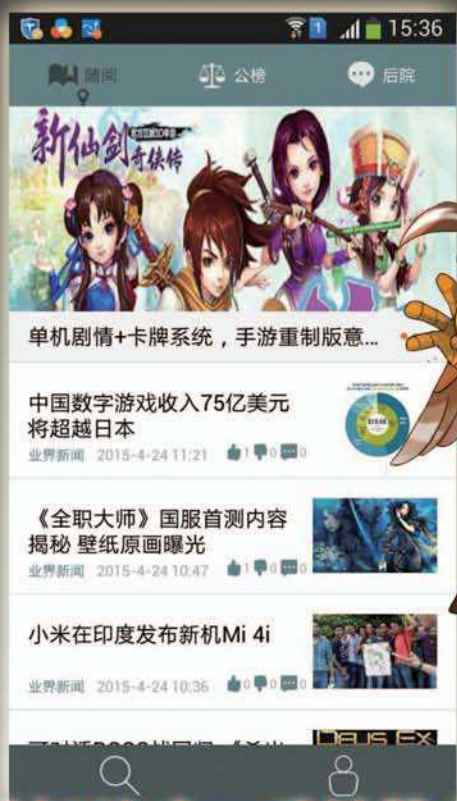 15:36
随阅 公榜 后院
新仙剑奇侠传
单机剧情+卡牌系统，手游重制版意...
中国数字游戏收入75亿美元
将超越日本
业界新闻 2015-4-24 11:21 1 0 0
《全职大师》国服首测内容
揭秘 壁纸原画曝光
业界新闻 2015-4-24 10:47 1 0 0
小米在印度发布新机Mi 4i
业界新闻 2015-4-24 10:36 0 0 0
DEUS EX